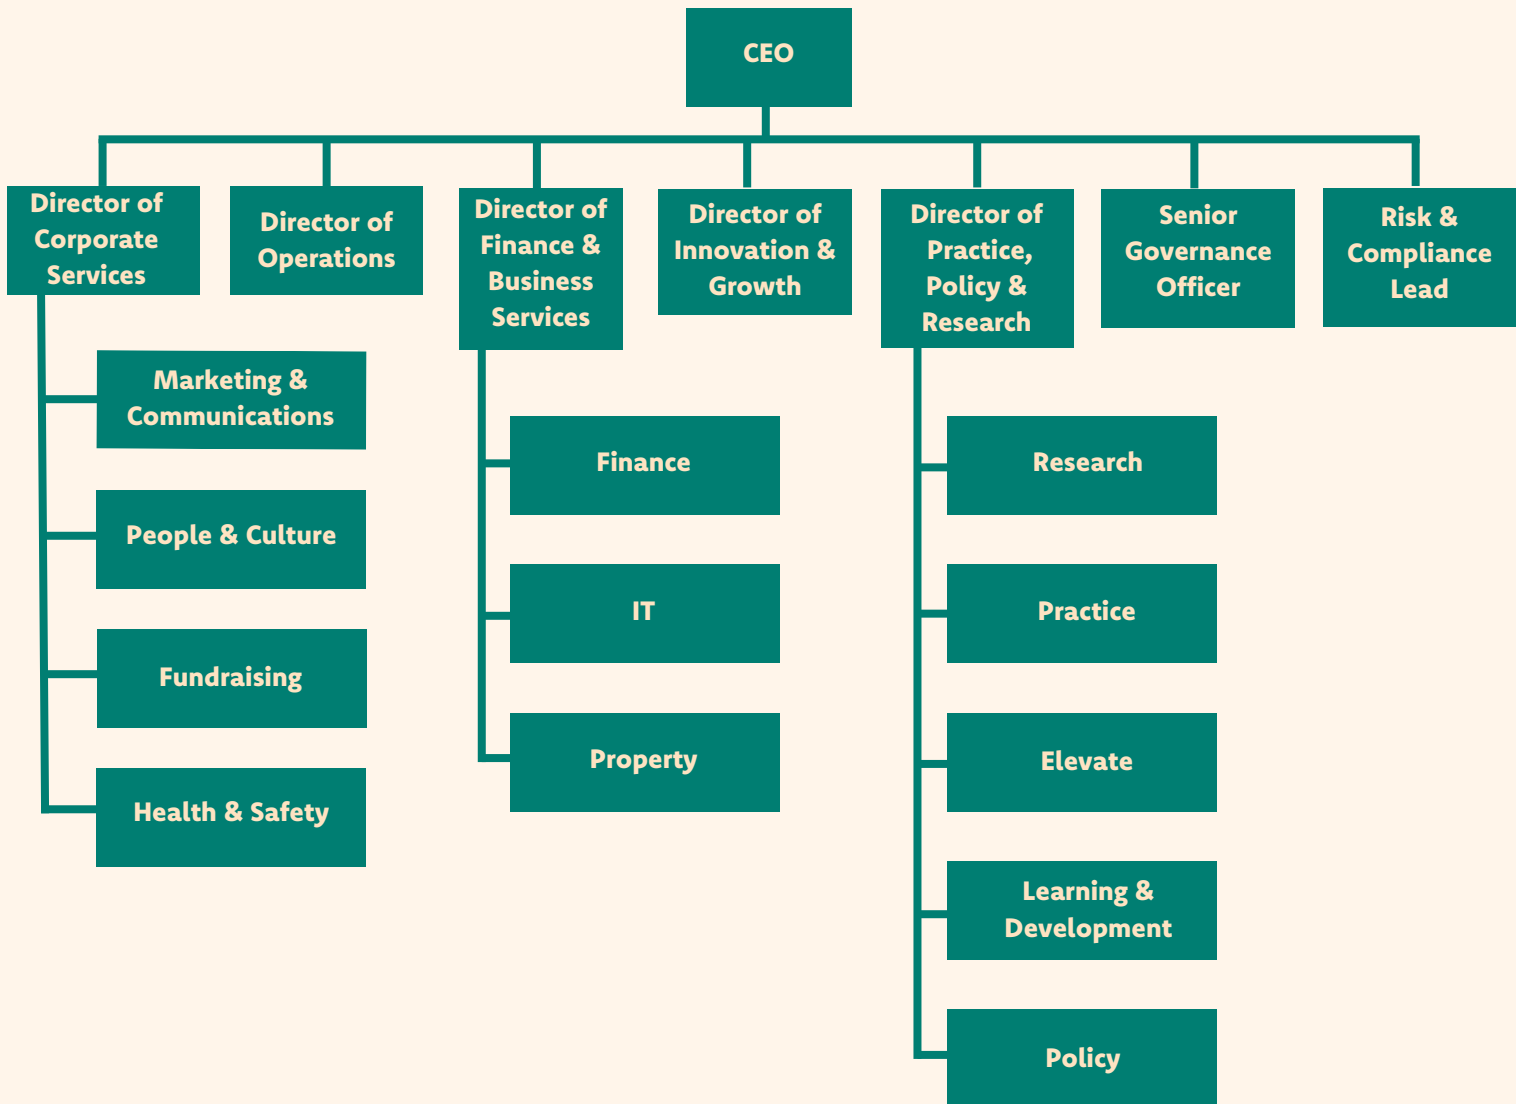 CEO
Director of
Corporate
Services
Director of
Operations
Director of
Finance &
Business
Services
Director of
Innovation &
Growth
Director of
Practice,
Policy &
Research
Senior
Governance
Officer
Risk &
Compliance
Lead
Marketing &
Communications
People & Culture
Fundraising
Health & Safety
Finance
IT
Property
Research
Practice
Elevate
Learning &
Development
Policy